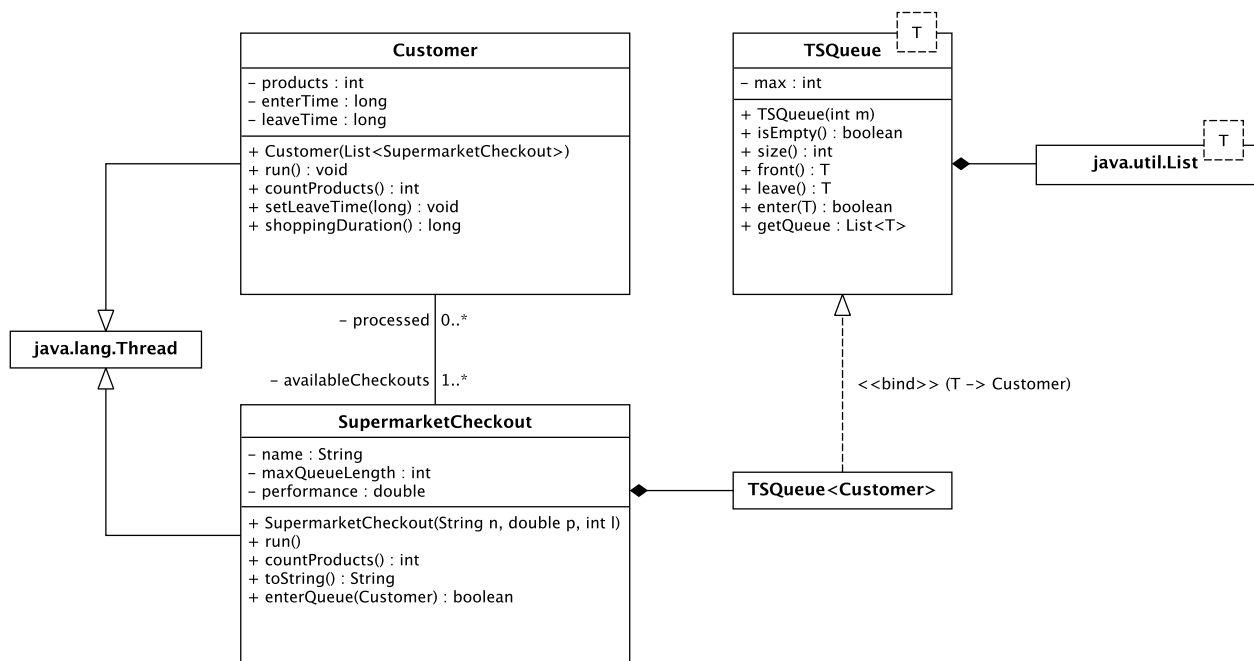 Customer
– products : int
– enterTime : long
– leaveTime : long
+ Customer(List<SupermarketCheckout>)
+ run() : void
+ countProducts() : int
+ setLeaveTime(long) : void
+ shoppingDuration() : long
T
TSQueue
– max : int
+ TSQueue(int m)
+ isEmpty() : boolean
+ size() : int
+ front() : T
+ leave() : T
+ enter(T) : boolean
+ getQueue : List<T>
T
java.util.List
– processed 0..*
java.lang.Thread
– availableCheckouts 1..*
<<bind>> (T –> Customer)
SupermarketCheckout
– name : String
– maxQueueLength : int
– performance : double
+ SupermarketCheckout(String n, double p, int l)
+ run()
+ countProducts() : int
+ toString() : String
+ enterQueue(Customer) : boolean
TSQueue<Customer>